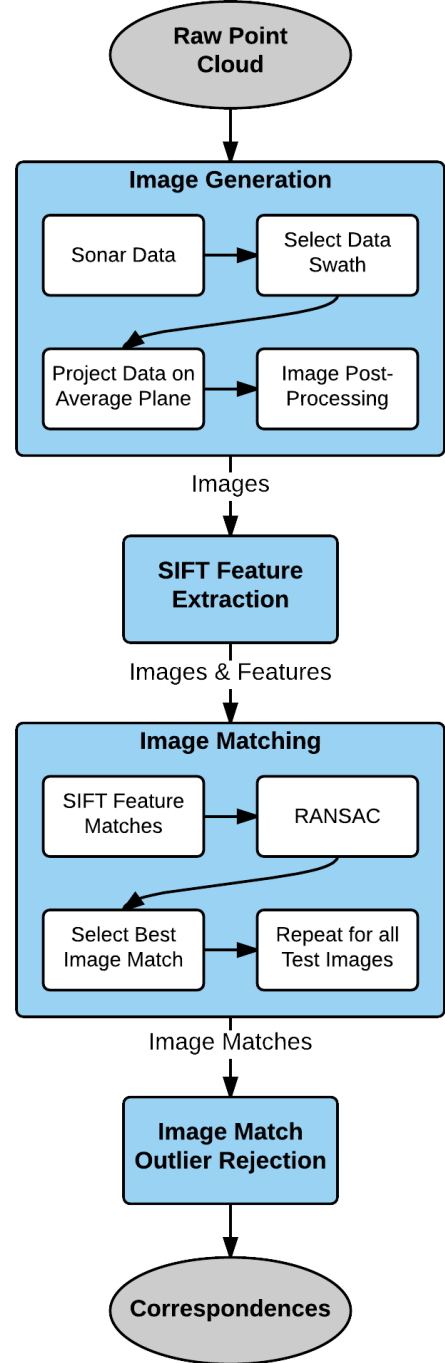 Raw Point
Cloud
Image Generation
Sonar Data
Select Data
Swath
Project Data on
Average Plane
Image Post-
Processing
Images
SIFT Feature
Extraction
Images & Features
Image Matching
SIFT Feature
Matches
RANSAC
Select Best
Image Match
Repeat for all
Test Images
Image Matches
Image Match
Outlier Rejection
Correspondences